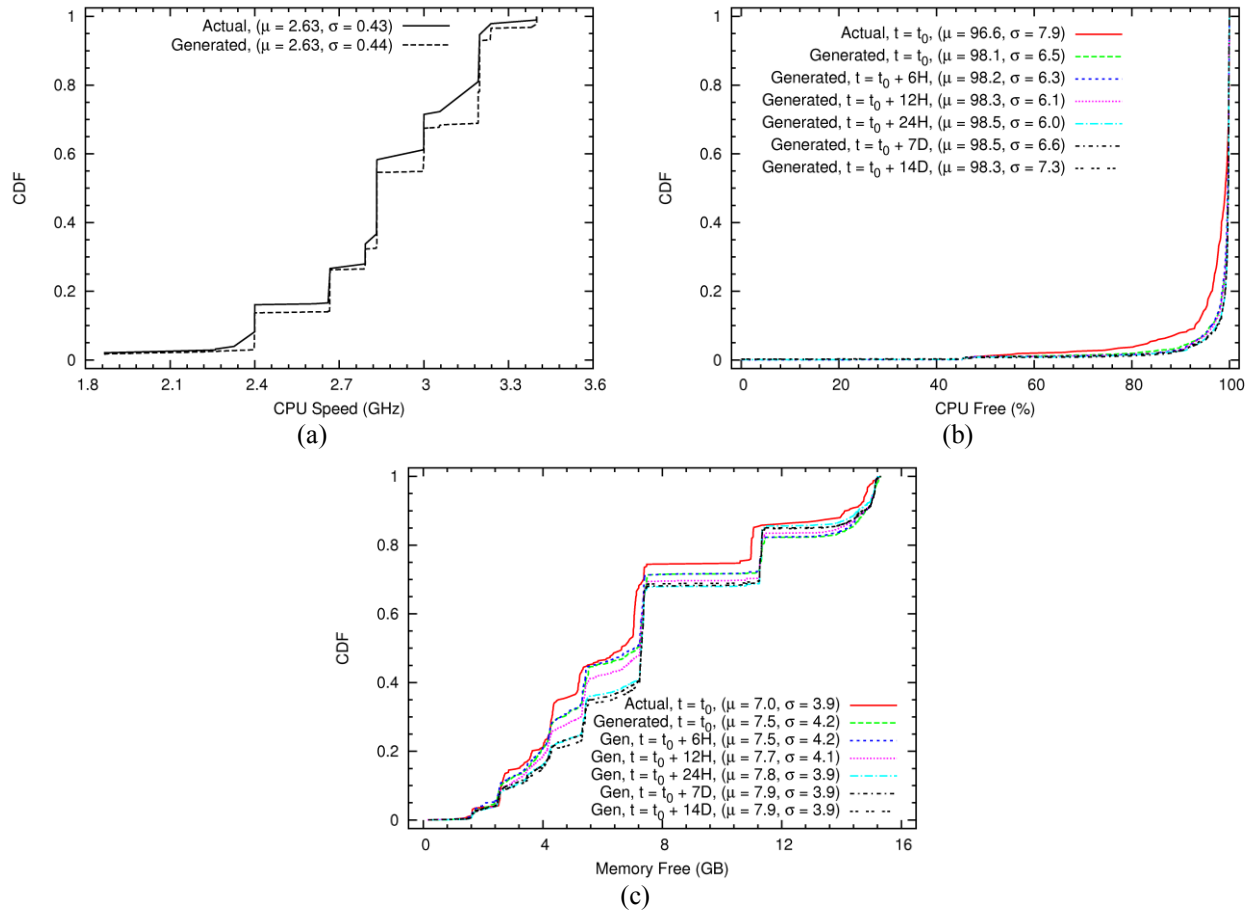 Actual, (μ = 2.63, σ = 0.43)
Generated, (μ = 2.63, σ = 0.44)
CDF
1
0.8
0.6
0.4
0.2
0
1.8 2.1 2.4 2.7 3 3.3 3.6
CPU Speed (GHz)
(a)
Actual, t = t0, (μ = 96.6, σ = 7.9)
Generated, t = t0, (μ = 98.1, σ = 6.5)
Generated, t = t0 + 6H, (μ = 98.2, σ = 6.3)
Generated, t = t0 + 12H, (μ = 98.3, σ = 6.1)
Generated, t = t0 + 24H, (μ = 98.5, σ = 6.0)
Generated, t = t0 + 7D, (μ = 98.5, σ = 6.6)
Generated, t = t0 + 14D, (μ = 98.3, σ = 7.3)
CDF
1
0.8
0.6
0.4
0.2
0
0 20 40 60 80 100
CPU Free (%)
(b)
CDF
1
0.8
0.6
0.4
0.2
0
Actual, t = t0, (μ = 7.0, σ = 3.9)
Generated, t = t0, (μ = 7.5, σ = 4.2)
Gen, t = t0 + 6H, (μ = 7.5, σ = 4.2)
Gen, t = t0 + 12H, (μ = 7.7, σ = 4.1)
Gen, t = t0 + 24H, (μ = 7.8, σ = 3.9)
Gen, t = t0 + 7D, (μ = 7.9, σ = 3.9)
Gen, t = t0 + 14D, (μ = 7.9, σ = 3.9)
0 4 8 12 16
Memory Free (GB)
(c)